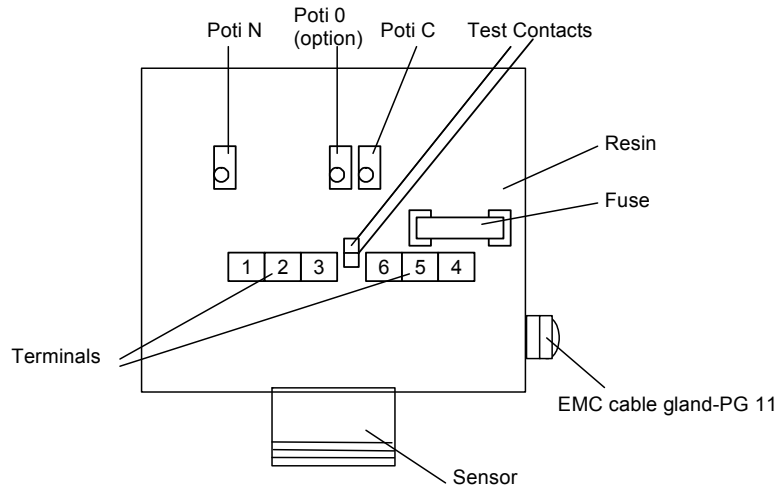 Poti N
Poti 0
(option)
Poti C
Test Contacts
Resin
Fuse
1 2 3 6 5 4
Terminals
EMC cable gland-PG 11
Sensor